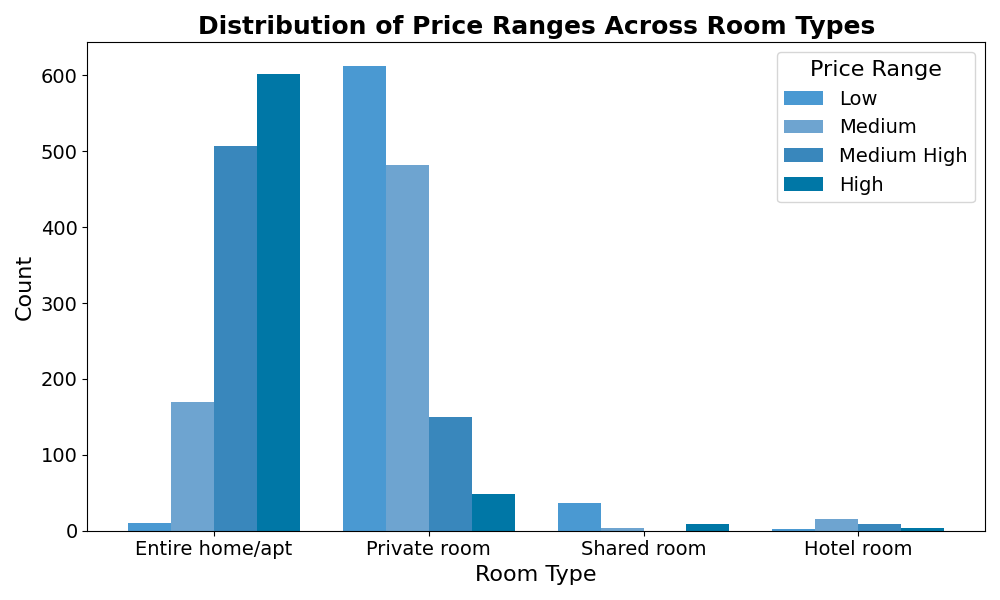 Distribution of Price Ranges Across Room Types
Price Range
Low
Medium
Medium High
High
600
500
400
300
200
100
0
Count
Entire home/apt
Private room
Shared room
Hotel room
Room Type